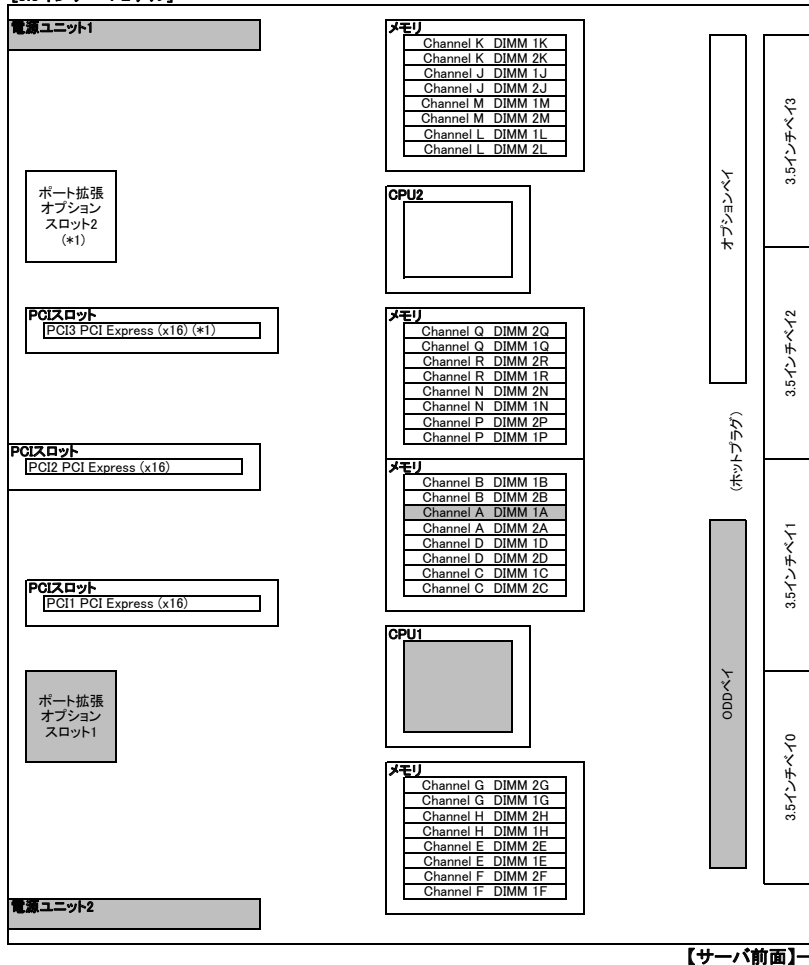 電源ユニット1
メモリ
Channel K DIMM 1K
Channel K DIMM 2K
Channel J DIMM 1J
Channel J DIMM 2J
Channel M DIMM 1M
Channel M DIMM 2M
Channel L DIMM 1L
Channel L DIMM 2L
ポート拡張
オプション
スロット2
(*1)
CPU2
PCIスロット
PCI3 PCI Express (x16) (*1)
メモリ
Channel Q DIMM 2Q
Channel Q DIMM 1Q
Channel R DIMM 2R
Channel R DIMM 1R
Channel N DIMM 2N
Channel N DIMM 1N
Channel P DIMM 2P
Channel P DIMM 1P
PCIスロット
PCI2 PCI Express (x16)
メモリ
Channel B DIMM 1B
Channel B DIMM 2B
Channel A DIMM 1A
Channel A DIMM 2A
Channel D DIMM 1D
Channel D DIMM 2D
Channel C DIMM 1C
Channel C DIMM 2C
PCIスロット
PCI1 PCI Express (x16)
CPU1
ポート拡張
オプション
スロット1
メモリ
Channel G DIMM 2G
Channel G DIMM 1G
Channel H DIMM 2H
Channel H DIMM 1H
Channel E DIMM 2E
Channel E DIMM 1E
Channel F DIMM 2F
Channel F DIMM 1F
電源ユニット2
オプションベイ
(ホットプラグ)
ODDベイ
3.5インチベイ3
3.5インチベイ2
3.5インチベイ1
3.5インチベイ0
【サーバ前面】